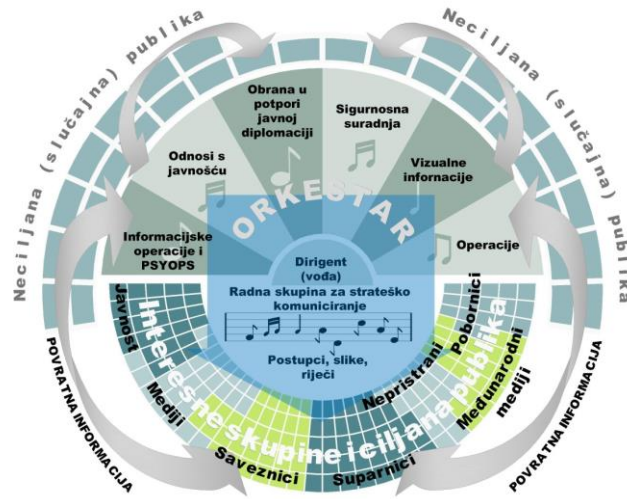 Neciljana (slučajna) publika
Neciljana (slučajna) publika
Obrana u
potpori
javnoj
diplomaciji
Sigurnosna
suradnja
Odnosi s
javnošću
Vizualne
infornacije
Informacijske
operacije i
PSYOPS
Operacije
ORKESTAR
Dirigent
(vođa)
Radna skupina za strateško
komuniciranje
Postupci, slike,
riječi
Javnost
Mediji
Saveznici
Suparnici
Nepristrani
Pobornici
Međunarodni
mediji
Interesne skupine i ciljana publika
POVRATNA INFORMACIJA
POVRATNA INFORMACIJA